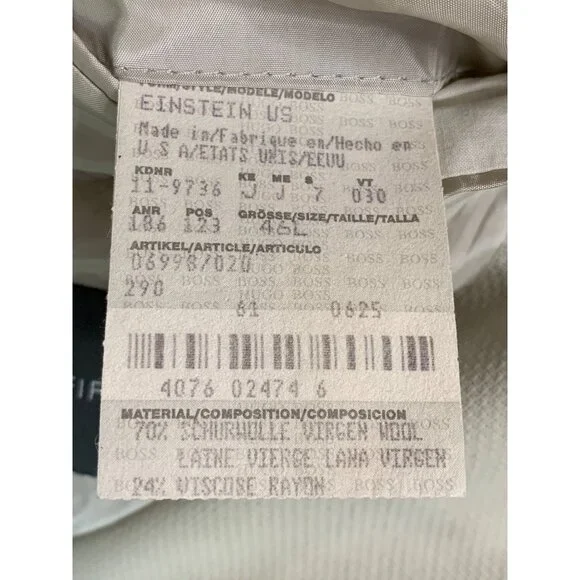 FORM/STYLE/MODELE/MODELO
EINSTEIN US
Made in/Fabrique en/Hecho en
U S A/ETATS UNIS/EEUU
KDNR KE ME S VT
11-9736 J J 7 030
ANR POS GRÖSSE/SIZE/TAILLE/TALLA
186 123 46L
ARTIKEL/ARTICLE/ARTICULO
06998/020
290
61 0625
4076 02474 6
MATERIAL/COMPOSITION/COMPOSICION
70% SCHURWOLLE VIRGEN WOOL
LAINE VIERGE LANA VIRGEN
24% VISCOSE RAYON